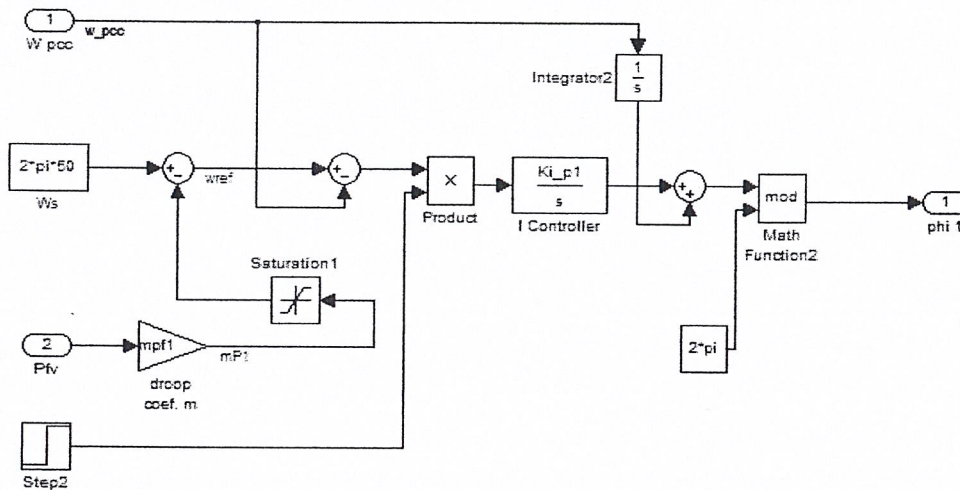 1
W pcc
w_pcc
Integrator2
1
s
2*pi*50
Ws
+
−
wref
+
−
×
Product
Ki_p1
s
I Controller
+
+
mod
Math
Function2
1
phi 1
Saturation1
2
Pfv
mpf1
mP1
droop
coef. m
2*pi
Step2